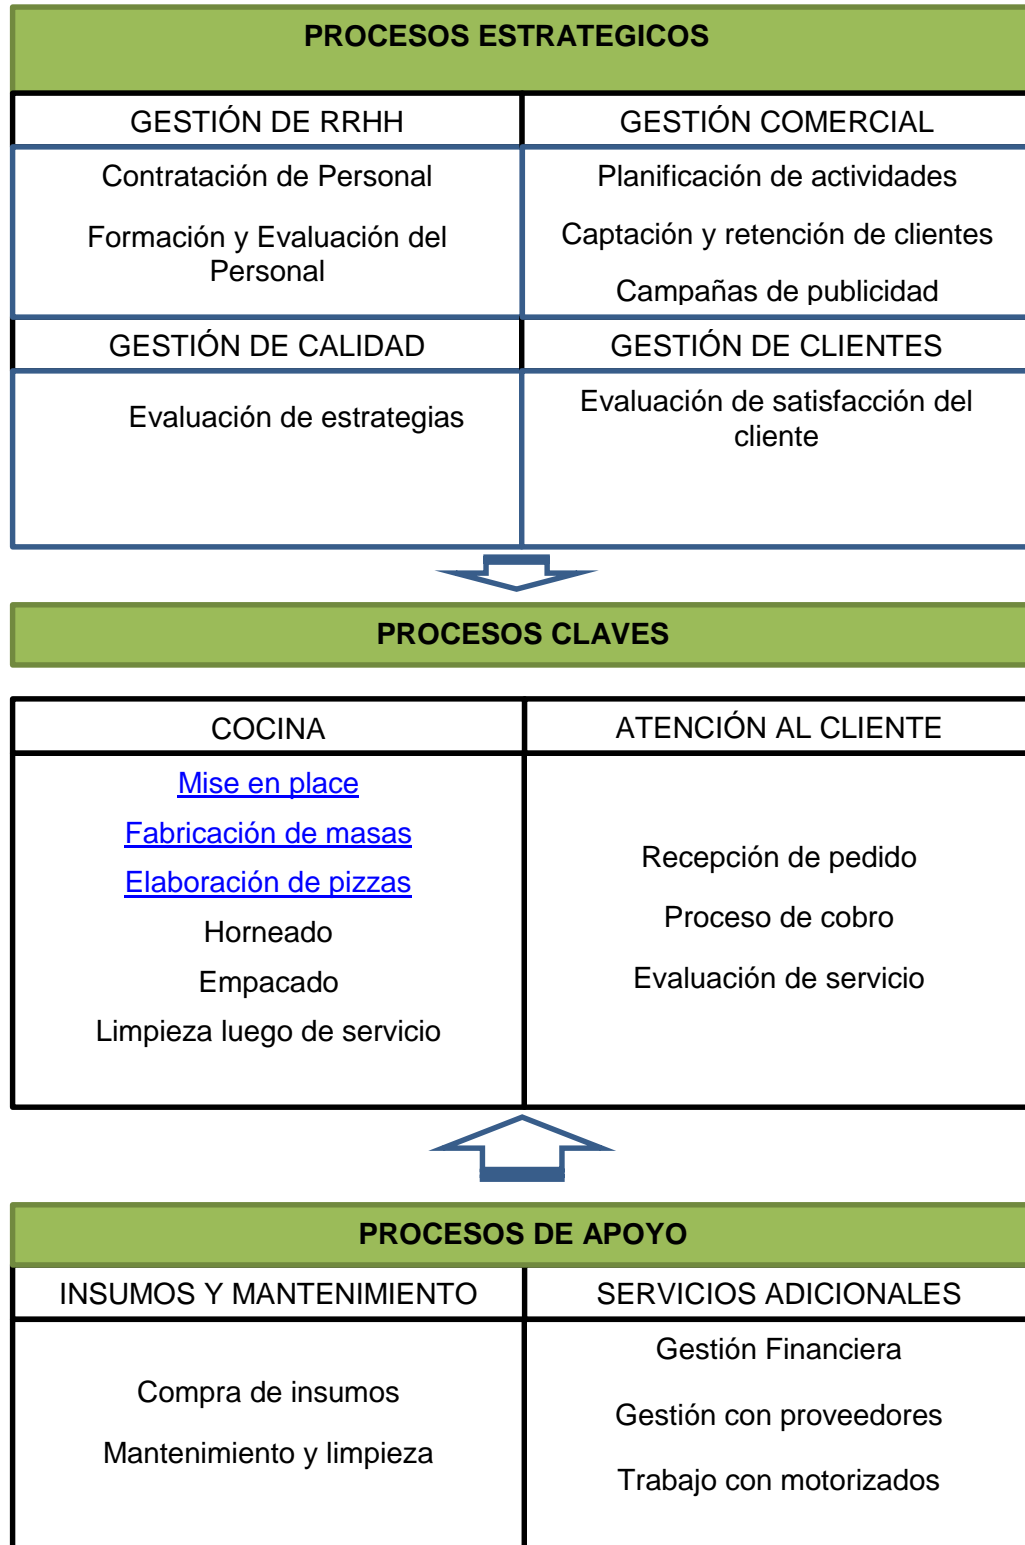 PROCESOS ESTRATEGICOS
GESTIÓN DE RRHH
Contratación de Personal
Formación y Evaluación del
Personal
GESTIÓN COMERCIAL
Planificación de actividades
Captación y retención de clientes
Campañas de publicidad
GESTIÓN DE CALIDAD
Evaluación de estrategias
GESTIÓN DE CLIENTES
Evaluación de satisfacción del
cliente
PROCESOS CLAVES
COCINA
Mise en place
Fabricación de masas
Elaboración de pizzas
Horneado
Empacado
Limpieza luego de servicio
ATENCIÓN AL CLIENTE
Recepción de pedido
Proceso de cobro
Evaluación de servicio
PROCESOS DE APOYO
INSUMOS Y MANTENIMIENTO
Compra de insumos
Mantenimiento y limpieza
SERVICIOS ADICIONALES
Gestión Financiera
Gestión con proveedores
Trabajo con motorizados